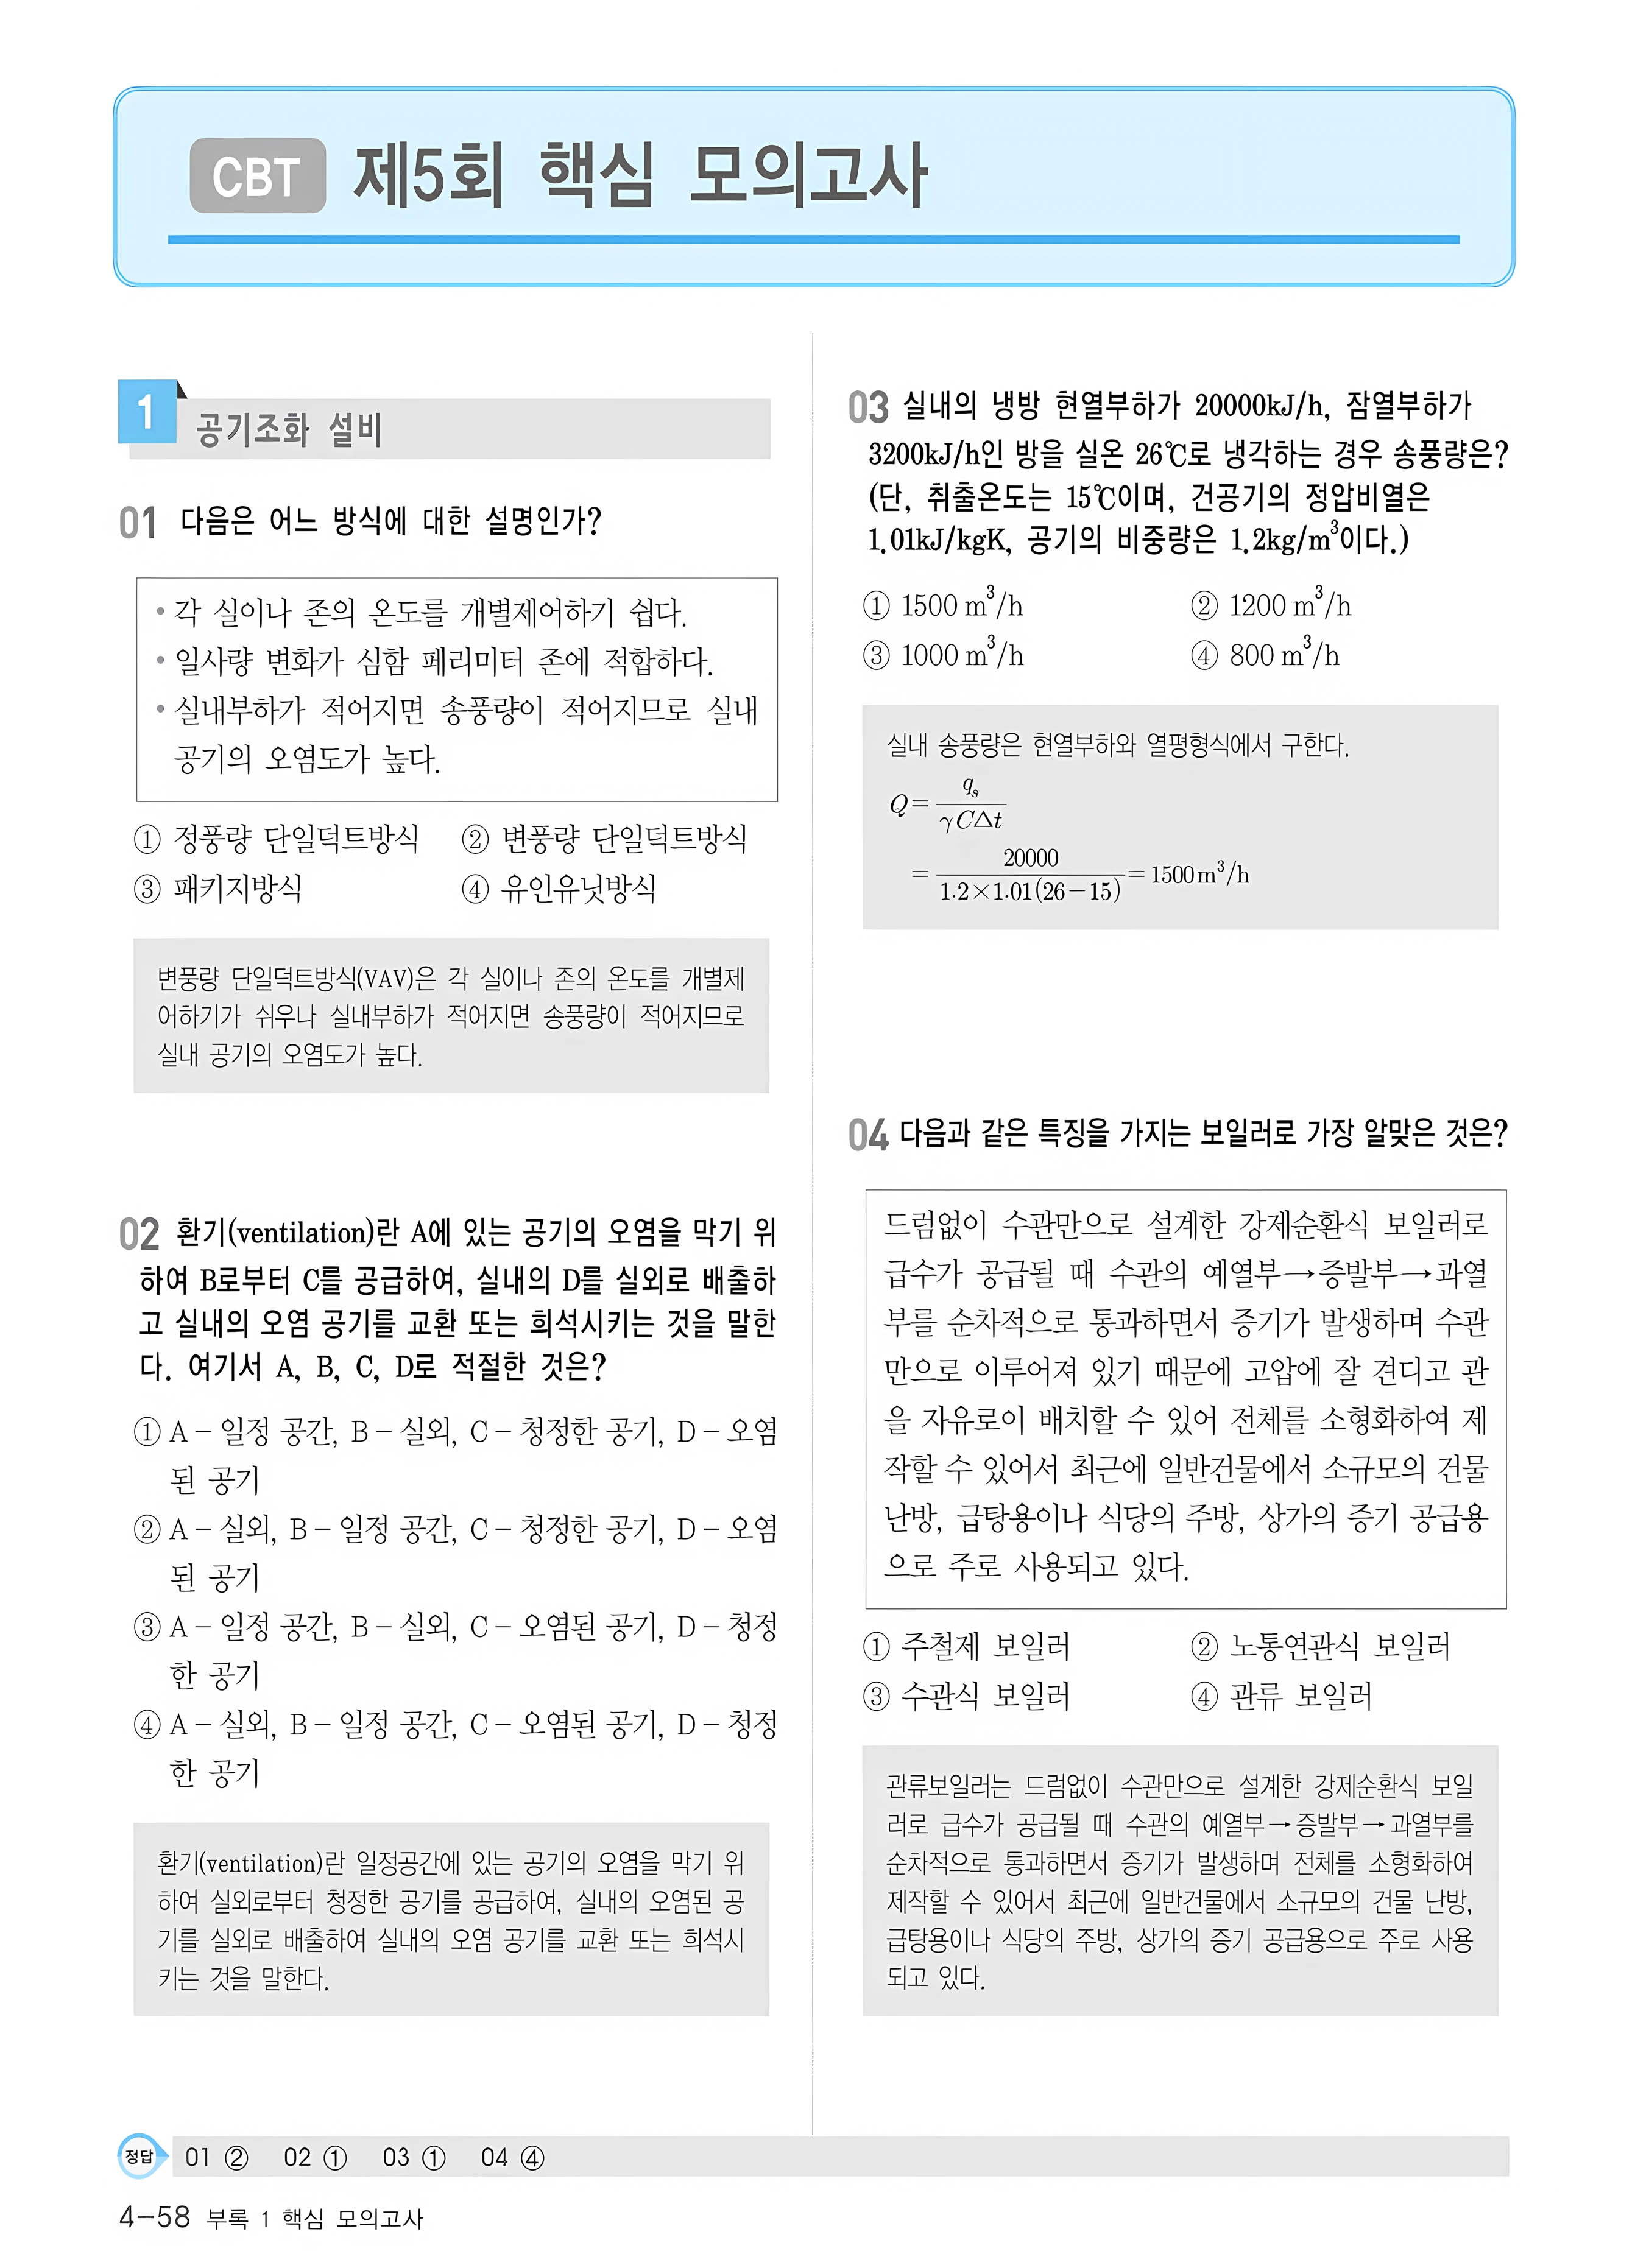 CBT 제5회 핵심 모의고사
1 공기조화 설비
01 다음은 어느 방식에 대한 설명인가?
• 각 실이나 존의 온도를 개별제어하기 쉽다.
• 일사량 변화가 심함 페리미터 존에 적합하다.
• 실내부하가 적어지면 송풍량이 적어지므로 실내
공기의 오염도가 높다.
① 정풍량 단일덕트방식 ② 변풍량 단일덕트방식
③ 패키지방식 ④ 유인유닛방식
변풍량 단일덕트방식(VAV)은 각 실이나 존의 온도를 개별제
어하기가 쉬우나 실내부하가 적어지면 송풍량이 적어지므로
실내 공기의 오염도가 높다.
02 환기(ventilation)란 A에 있는 공기의 오염을 막기 위
하여 B로부터 C를 공급하여, 실내의 D를 실외로 배출하
고 실내의 오염 공기를 교환 또는 희석시키는 것을 말한
다. 여기서 A, B, C, D로 적절한 것은?
① A – 일정 공간, B – 실외, C – 청정한 공기, D – 오염
된 공기
② A – 실외, B – 일정 공간, C – 청정한 공기, D – 오염
된 공기
③ A – 일정 공간, B – 실외, C – 오염된 공기, D – 청정
한 공기
④ A – 실외, B – 일정 공간, C – 오염된 공기, D – 청정
한 공기
환기(ventilation)란 일정공간에 있는 공기의 오염을 막기 위
하여 실외로부터 청정한 공기를 공급하여, 실내의 오염된 공
기를 실외로 배출하여 실내의 오염 공기를 교환 또는 희석시
키는 것을 말한다.
03 실내의 냉방 현열부하가 20000kJ/h, 잠열부하가
3200kJ/h인 방을 실온 26℃로 냉각하는 경우 송풍량은?
(단, 취출온도는 15℃이며, 건공기의 정압비열은
1.01kJ/kgK, 공기의 비중량은 1.2kg/m³이다.)
① 1500 m³/h ② 1200 m³/h
③ 1000 m³/h ④ 800 m³/h
실내 송풍량은 현열부하와 열평형식에서 구한다.
Q = qₛ / γCΔt
= 20000 / 1.2×1.01(26−15) = 1500 m³/h
04 다음과 같은 특징을 가지는 보일러로 가장 알맞은 것은?
드럼없이 수관만으로 설계한 강제순환식 보일러로
급수가 공급될 때 수관의 예열부→증발부→과열
부를 순차적으로 통과하면서 증기가 발생하며 수관
만으로 이루어져 있기 때문에 고압에 잘 견디고 관
을 자유로이 배치할 수 있어 전체를 소형화하여 제
작할 수 있어서 최근에 일반건물에서 소규모의 건물
난방, 급탕용이나 식당의 주방, 상가의 증기 공급용
으로 주로 사용되고 있다.
① 주철제 보일러 ② 노통연관식 보일러
③ 수관식 보일러 ④ 관류 보일러
관류보일러는 드럼없이 수관만으로 설계한 강제순환식 보일
러로 급수가 공급될 때 수관의 예열부→증발부→과열부를
순차적으로 통과하면서 증기가 발생하며 전체를 소형화하여
제작할 수 있어서 최근에 일반건물에서 소규모의 건물 난방,
급탕용이나 식당의 주방, 상가의 증기 공급용으로 주로 사용
되고 있다.
정답 01 ② 02 ① 03 ① 04 ④
4-58 부록 1 핵심 모의고사